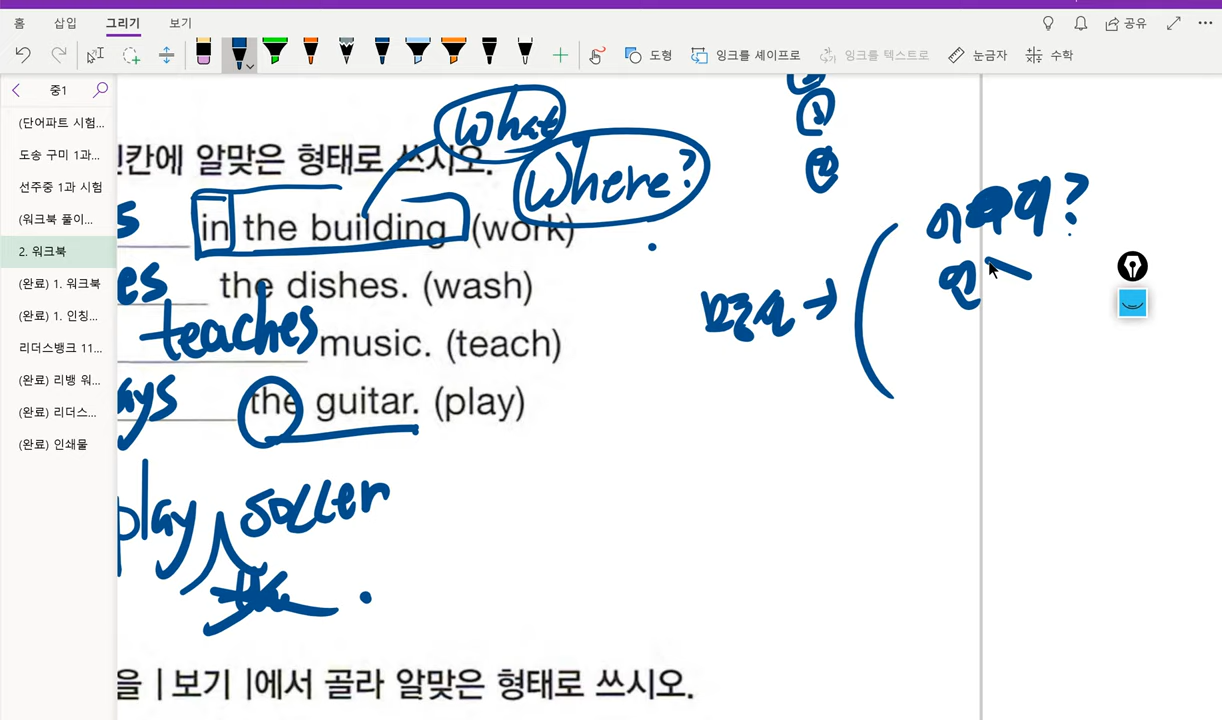 홈 삽입 그리기 보기 공유
도형 잉크를 셰이프로 잉크를 텍스트로 눈금자 수학
중1
(단어파트 시험...
도송 구미 1과...
선주중 1과 시험
(워크북 풀이...
2. 워크북
(완료) 1. 워크북
(완료) 1. 인칭...
리더스뱅크 11...
(완료) 리뱅 워...
(완료) 리더스...
(완료) 인쇄물
What
빈칸에 알맞은 형태로 쓰시오.
Where?
s in the building (work)
es the dishes. (wash)
teaches music. (teach)
ays the guitar. (play)
play soccer
the
을 | 보기 |에서 골라 알맞은 형태로 쓰시오.